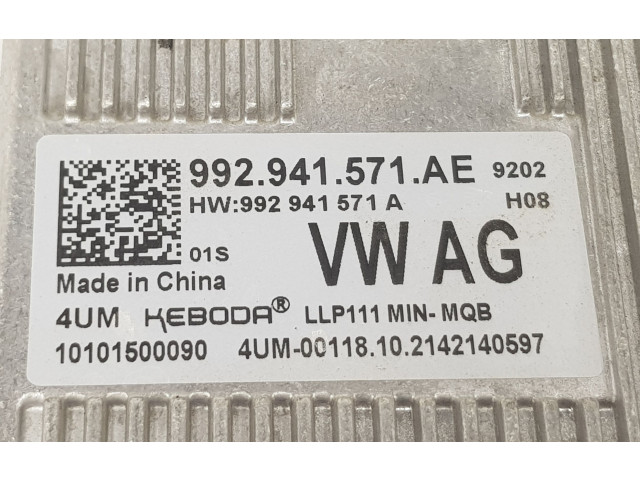 992.941.571.AE 9202
HW:992 941 571 A H08
01S VW AG
Made in China
4UM KEBODA® LLP111 MIN- MQB
10101500090 4UM-00118.10.2142140597